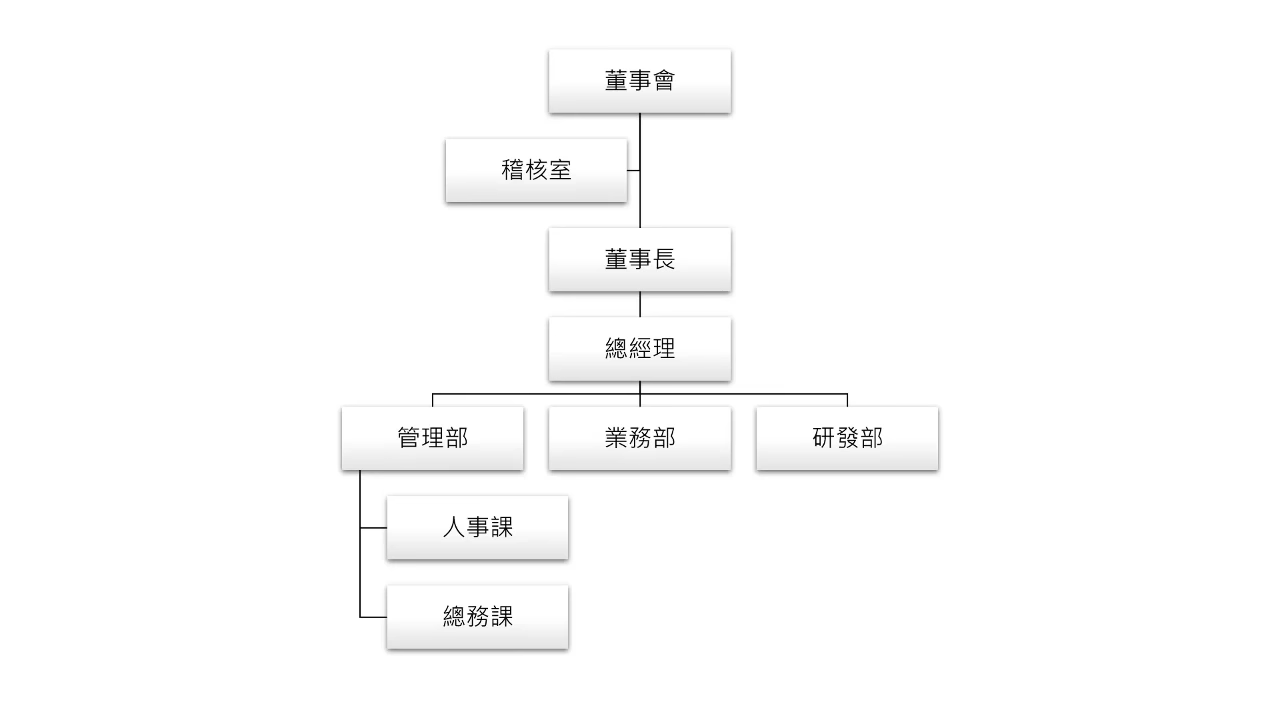 董事會
稽核室
董事長
總經理
管理部
業務部
研發部
人事課
總務課